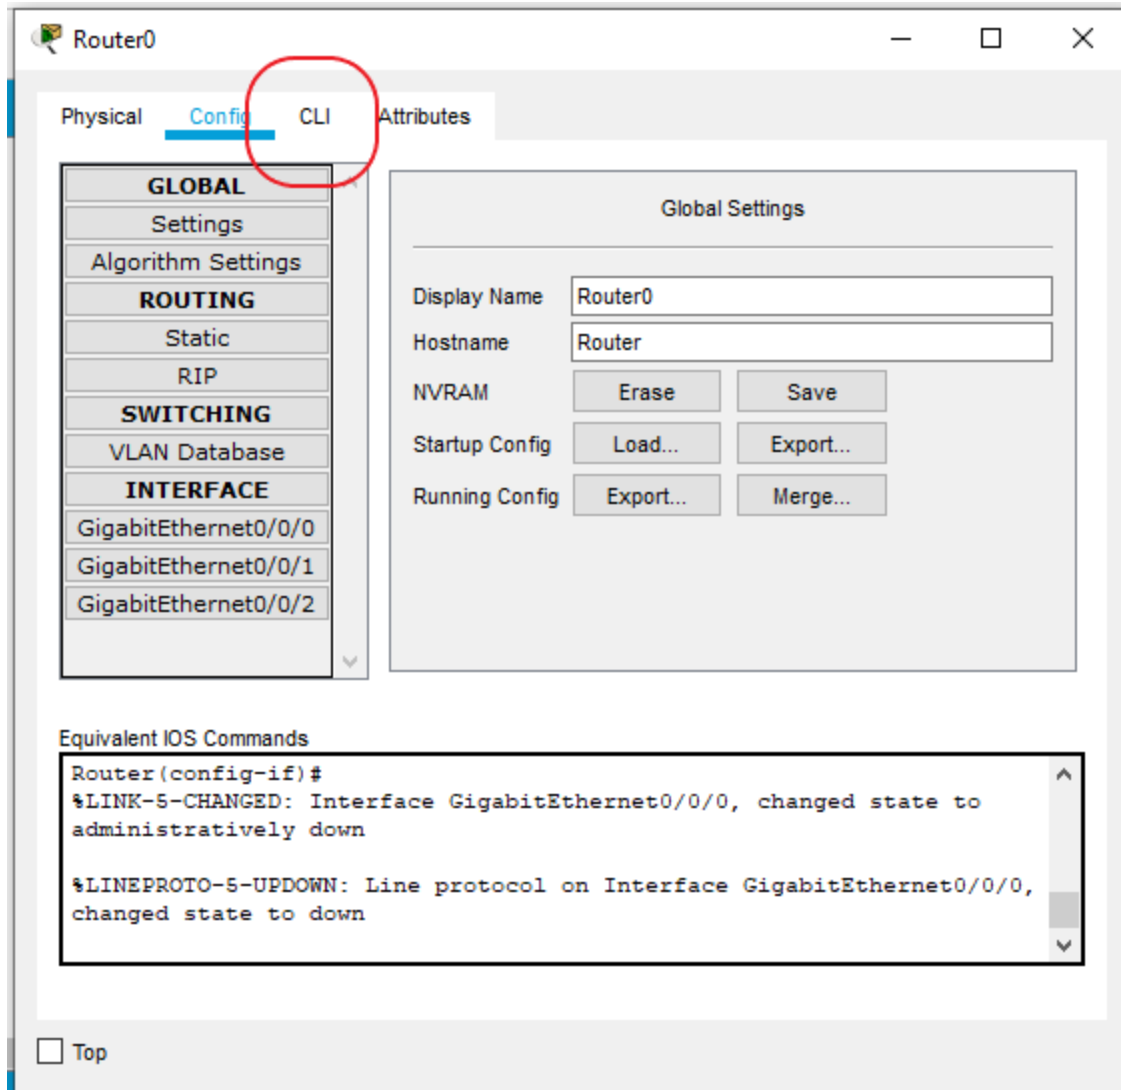 Router0
Physical Config CLI Attributes
GLOBAL
Settings
Algorithm Settings
ROUTING
Static
RIP
SWITCHING
VLAN Database
INTERFACE
GigabitEthernet0/0/0
GigabitEthernet0/0/1
GigabitEthernet0/0/2
Global Settings
Display Name Router0
Hostname Router
NVRAM Erase Save
Startup Config Load... Export...
Running Config Export... Merge...
Equivalent IOS Commands
Router(config-if)#
%LINK-5-CHANGED: Interface GigabitEthernet0/0/0, changed state to
administratively down
%LINEPROTO-5-UPDOWN: Line protocol on Interface GigabitEthernet0/0/0,
changed state to down
Top